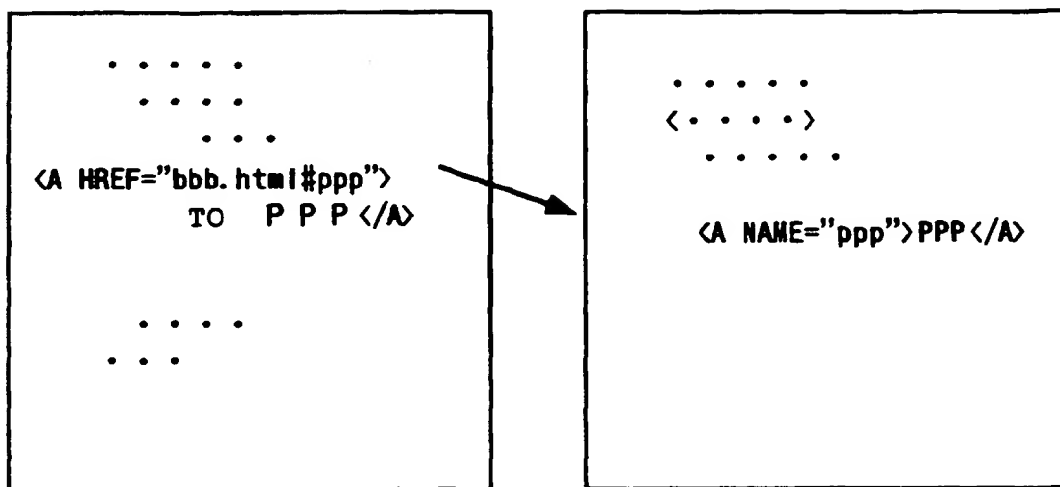 • • • • •
• • • •
• • •
<A HREF="bbb.html#ppp">
TO P P P </A>
• • • •
• • •
• • • • •
<• • • •>
• • • • •
<A NAME="ppp">PPP</A>